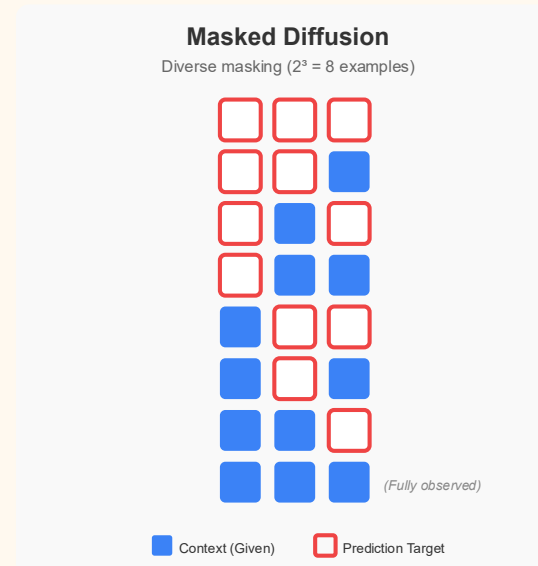 Masked Diffusion
Diverse masking (2³ = 8 examples)
(Fully observed)
Context (Given)
Prediction Target